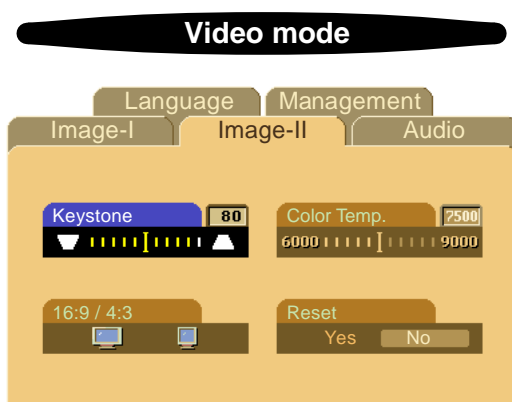 Video mode
Language Management
Image-I Image-II Audio
Keystone 80
Color Temp. 7500
6000 9000
16:9 / 4:3
Reset
Yes No